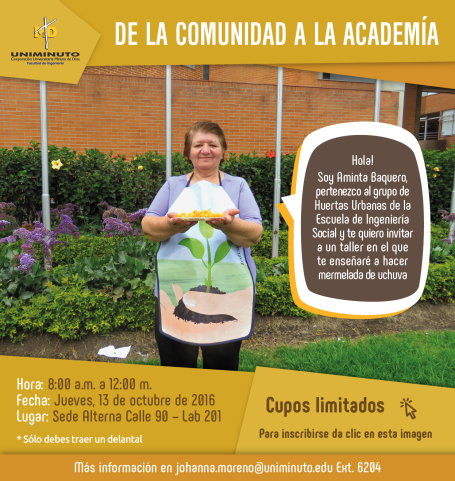 DE LA COMUNIDAD A LA ACADEMÍA
UNIMINUTO
Corporación Universitaria Minuto de Dios
Facultad de Ingeniería
Hola!
Soy Aminta Baquero,
pertenezco al grupo de
Huertas Urbanas de la
Escuela de Ingeniería
Social y te quiero invitar
a un taller en el que
te enseñaré a hacer
mermelada de uchuva
Hora: 8:00 a.m. a 12:00 m.
Fecha: Jueves, 13 de octubre de 2016
Lugar: Sede Alterna Calle 90 – Lab 201
* Sólo debes traer un delantal
Cupos limitados
Para inscribirse da clic en esta imagen
Más información en johanna.moreno@uniminuto.edu Ext. 6204